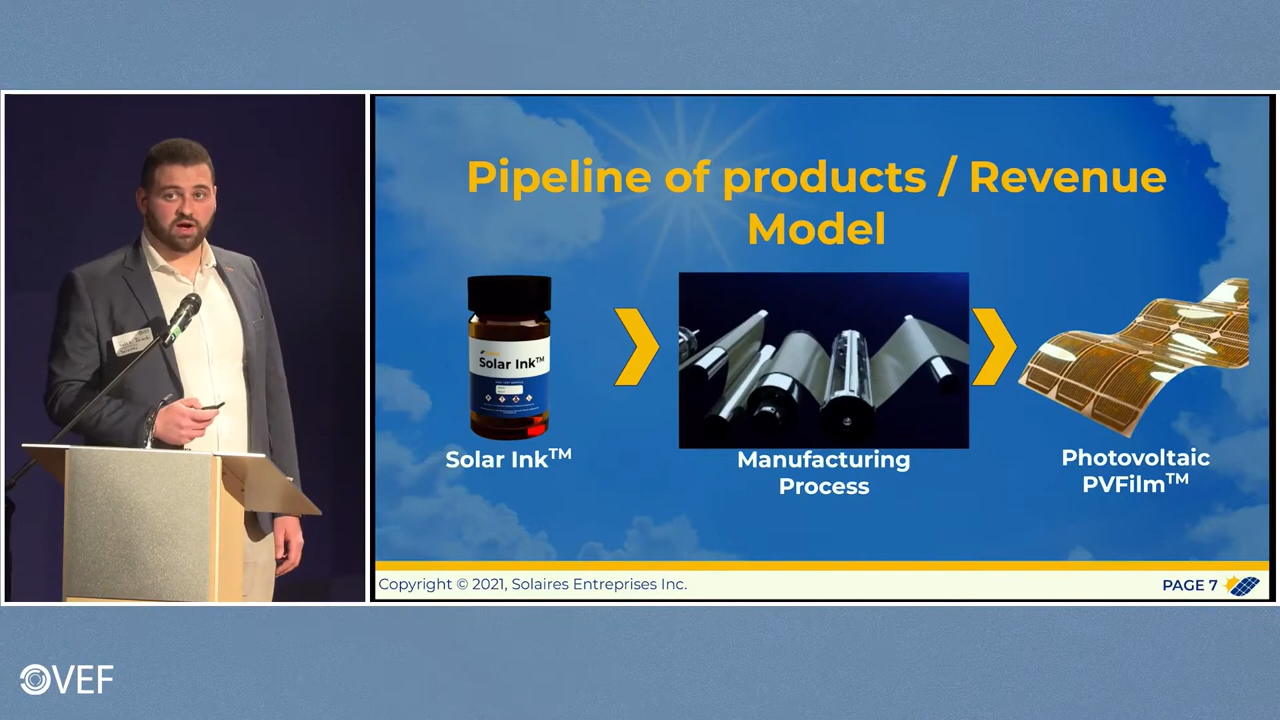 Pipeline of products / Revenue
Model
Solar Ink™
Solar Ink™
Manufacturing
Process
Photovoltaic
PVFilm™
Copyright © 2021, Solaires Entreprises Inc.
PAGE 7
VEF